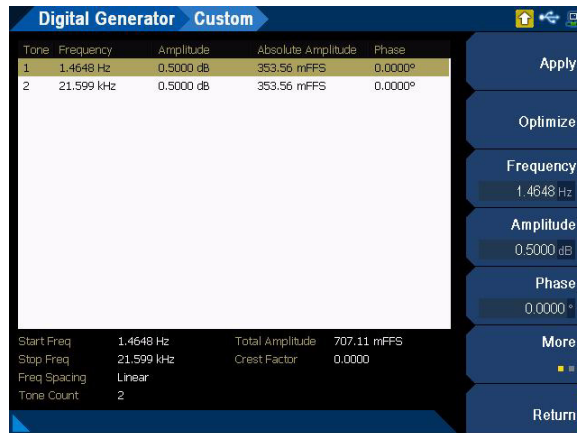 Digital Generator Custom
Tone Frequency Amplitude Absolute Amplitude Phase
1 1.4648 Hz 0.5000 dB 353.56 mFFS 0.0000°
2 21.599 kHz 0.5000 dB 353.56 mFFS 0.0000°
Start Freq 1.4648 Hz Total Amplitude 707.11 mFFS
Stop Freq 21.599 kHz Crest Factor 0.0000
Freq Spacing Linear
Tone Count 2
Apply
Optimize
Frequency
1.4648 Hz
Amplitude
0.5000 dB
Phase
0.0000 °
More
Return